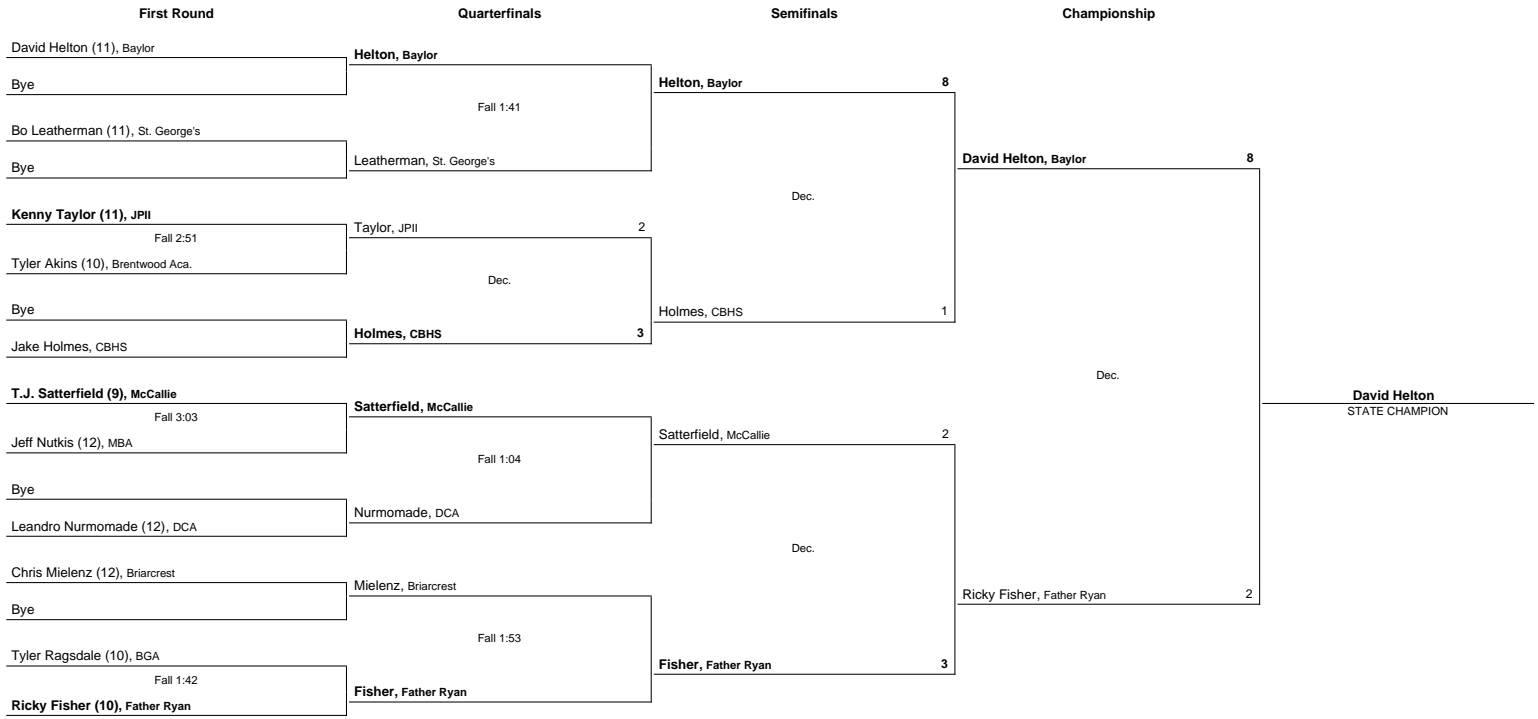 First Round
Quarterfinals
Semifinals
Championship
David Helton (11), Baylor
Bye
Bo Leatherman (11), St. George's
Bye
Kenny Taylor (11), JPII
Fall 2:51
Tyler Akins (10), Brentwood Aca.
Bye
Jake Holmes, CBHS
T.J. Satterfield (9), McCallie
Fall 3:03
Jeff Nutkis (12), MBA
Bye
Leandro Nurmomade (12), DCA
Chris Mielenz (12), Briarcrest
Bye
Tyler Ragsdale (10), BGA
Fall 1:42
Ricky Fisher (10), Father Ryan
Helton, Baylor
Fall 1:41
Leatherman, St. George's
Taylor, JPII 2
Dec.
Holmes, CBHS 3
Satterfield, McCallie
Fall 1:04
Nurmomade, DCA
Mielenz, Briarcrest
Fall 1:53
Fisher, Father Ryan
Helton, Baylor 8
Dec.
Holmes, CBHS 1
Satterfield, McCallie 2
Dec.
Fisher, Father Ryan 3
David Helton, Baylor 8
Dec.
Ricky Fisher, Father Ryan 2
David Helton
STATE CHAMPION